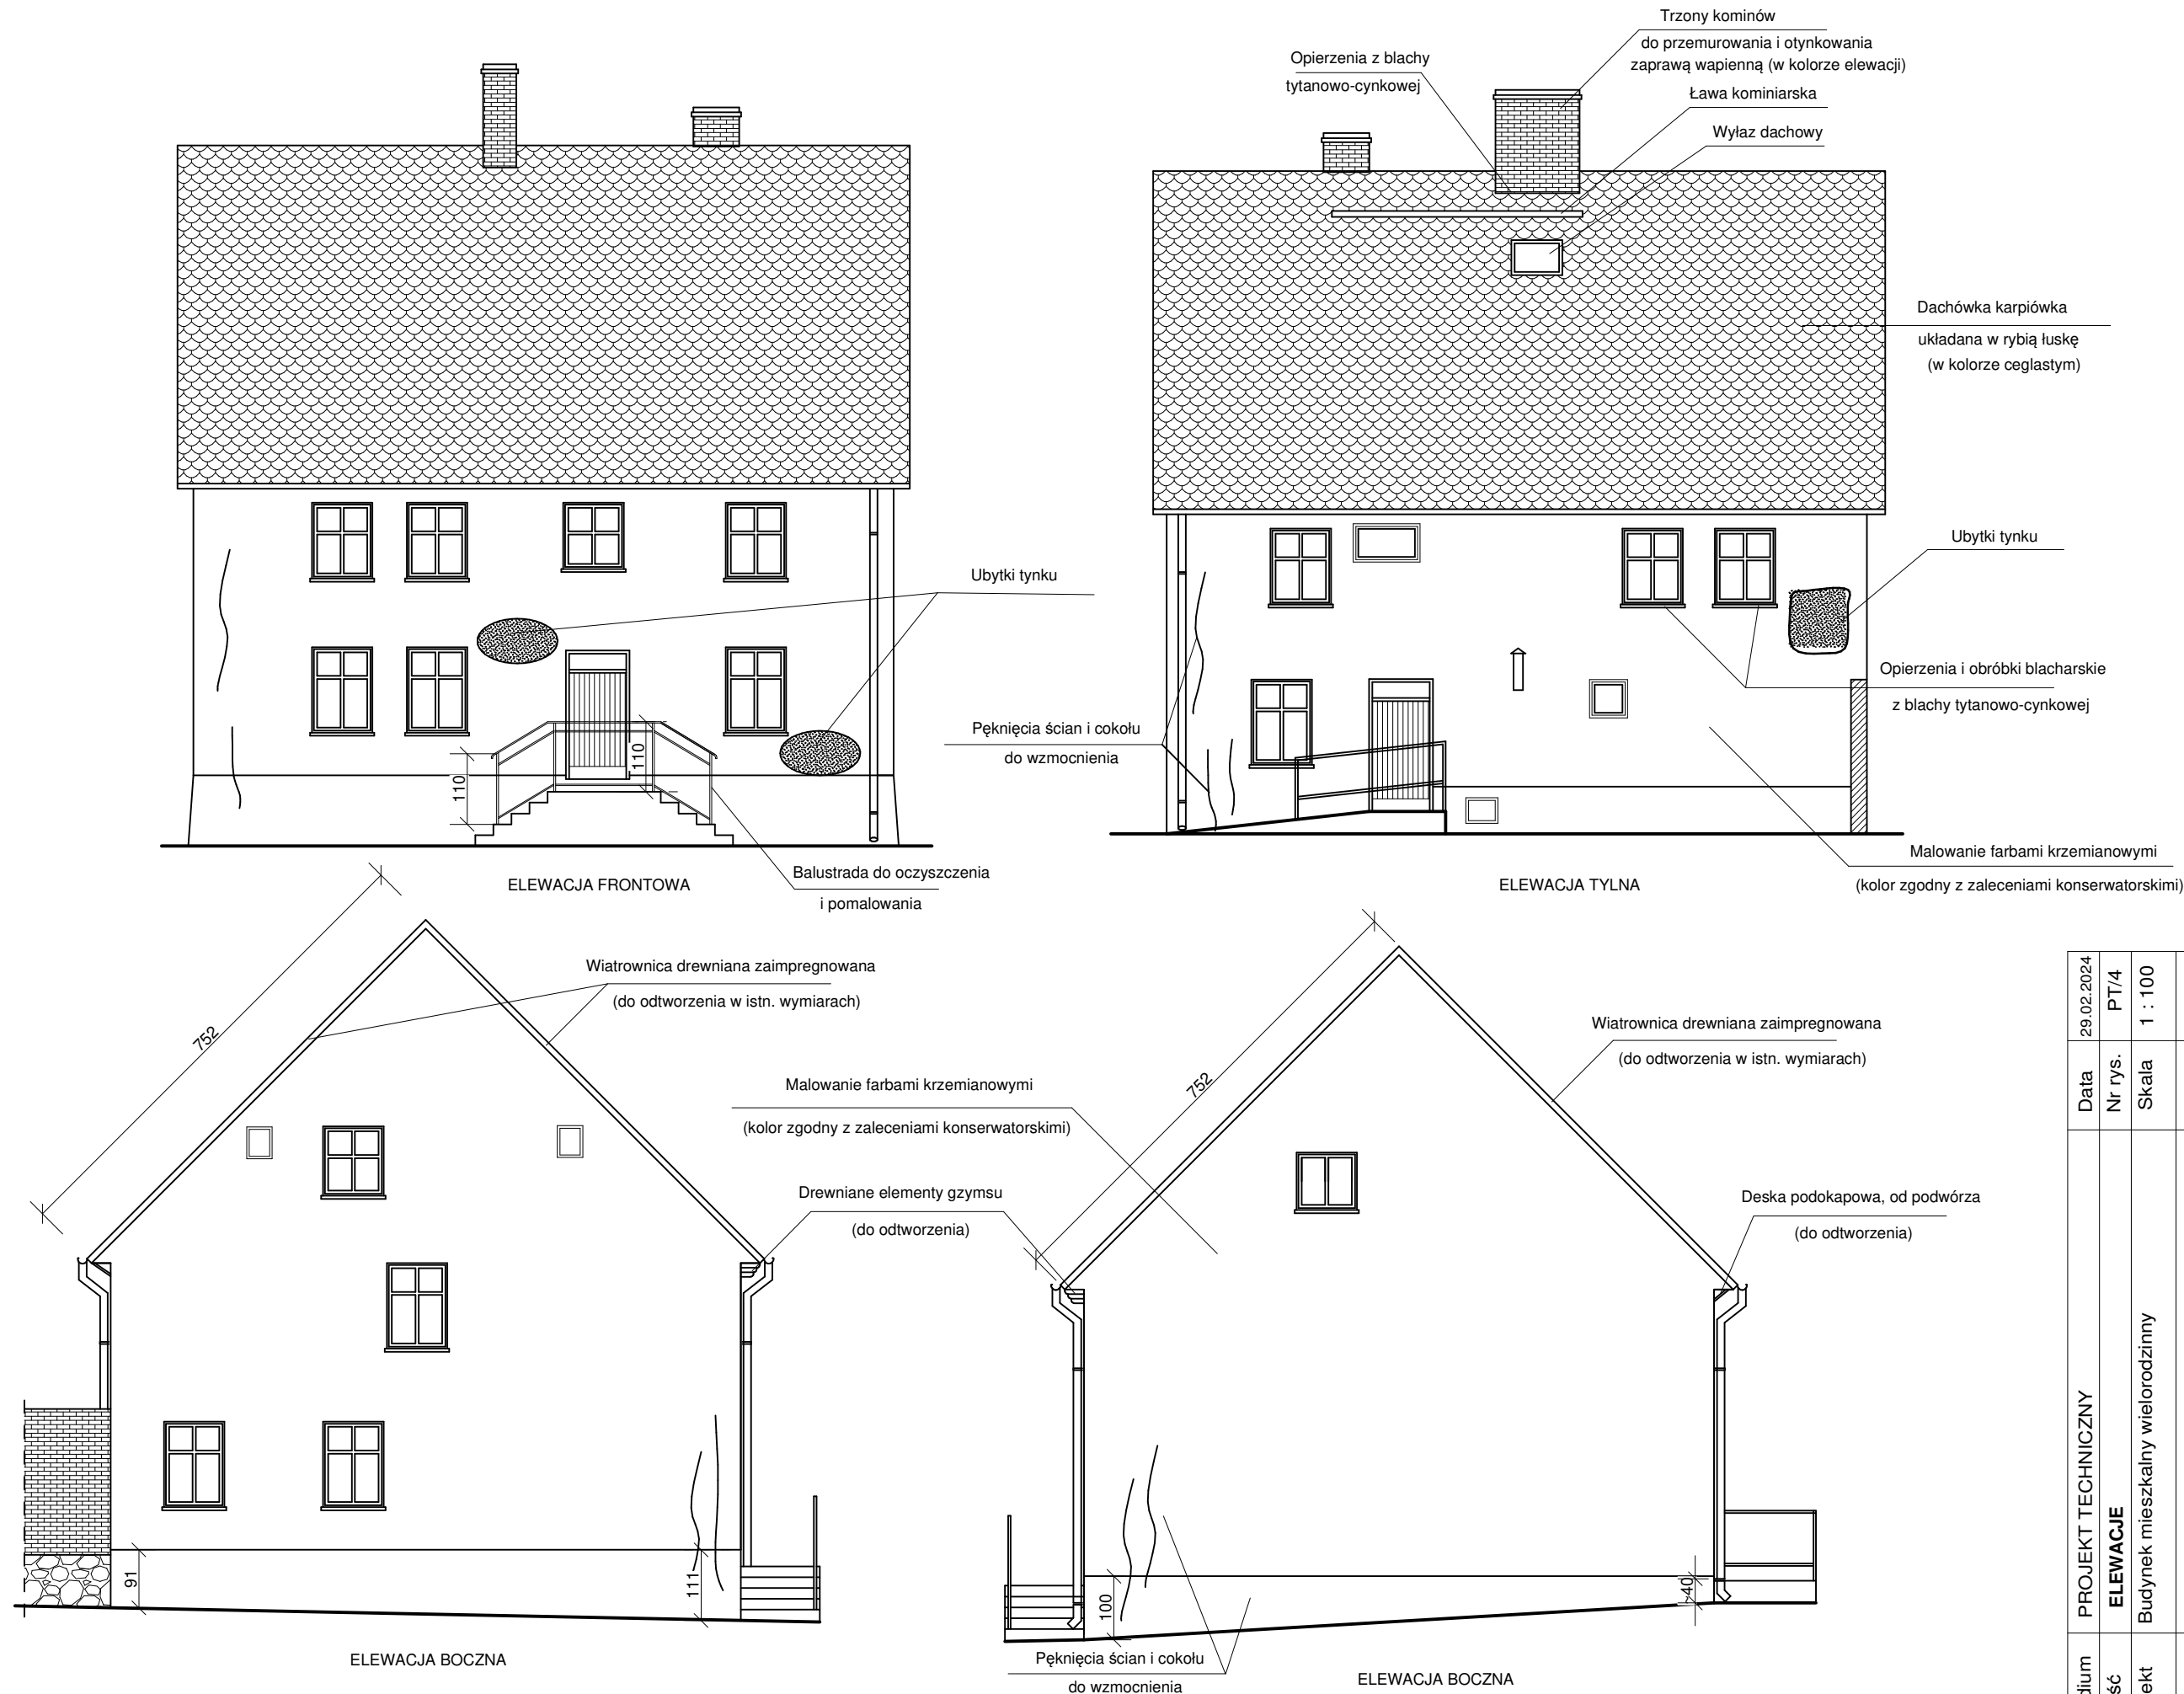 Trzony kominów
do przemurowania i otynkowania
zaprawą wapienną (w kolorze elewacji)
Opierzenia z blachy
tytanowo-cynkowej
Ława kominiarska
Wyłaz dachowy
Dachówka karpiówka
układana w rybią łuskę
(w kolorze ceglastym)
Ubytki tynku
Ubytki tynku
Opierzenia i obróbki blacharskie
z blachy tytanowo-cynkowej
Pęknięcia ścian i cokołu
do wzmocnienia
110
110
Balustrada do oczyszczenia
i pomalowania
ELEWACJA FRONTOWA
ELEWACJA TYLNA
Malowanie farbami krzemianowymi
(kolor zgodny z zaleceniami konserwatorskimi)
Wiatrownica drewniana zaimpregnowana
(do odtworzenia w istn. wymiarach)
752
Malowanie farbami krzemianowymi
(kolor zgodny z zaleceniami konserwatorskimi)
Drewniane elementy gzymsu
(do odtworzenia)
91
111
ELEWACJA BOCZNA
752
Wiatrownica drewniana zaimpregnowana
(do odtworzenia w istn. wymiarach)
Deska podokapowa, od podwórza
(do odtworzenia)
100
40
Pęknięcia ścian i cokołu
do wzmocnienia
ELEWACJA BOCZNA
dium PROJEKT TECHNICZNY Data 29.02.2024
ść ELEWACJE Nr rys. PT/4
ekt Budynek mieszkalny wielorodzinny Skala 1 : 100